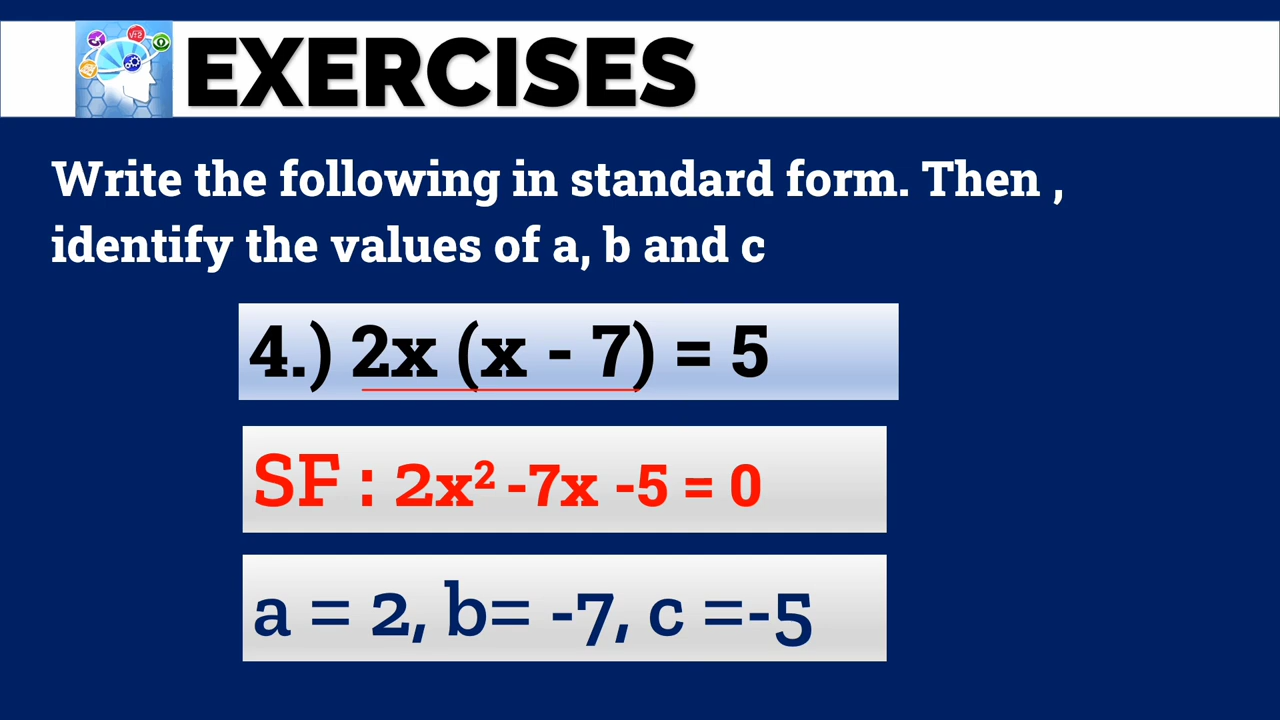 EXERCISES
Write the following in standard form. Then ,
identify the values of a, b and c
4.) 2x (x - 7) = 5
SF : 2x² -7x -5 = 0
a = 2, b= -7, c =-5